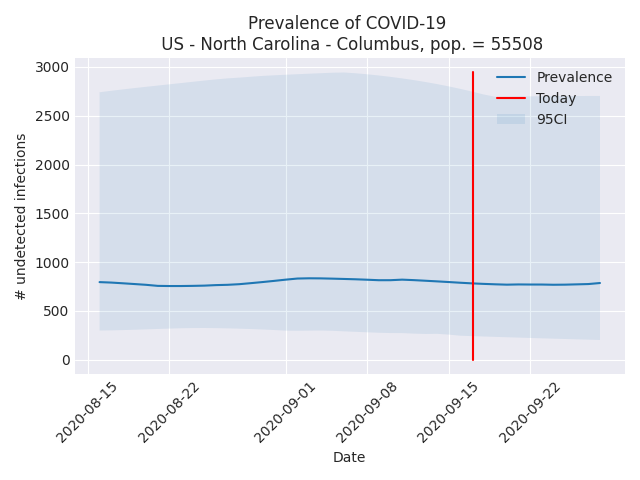 Prevalence of COVID-19
US - North Carolina - Columbus, pop. = 55508
3000
2500
2000
1500
1000
500
0
# undetected infections
Prevalence
Today
95CI
2020-08-15
2020-08-22
2020-09-01
2020-09-08
2020-09-15
2020-09-22
Date